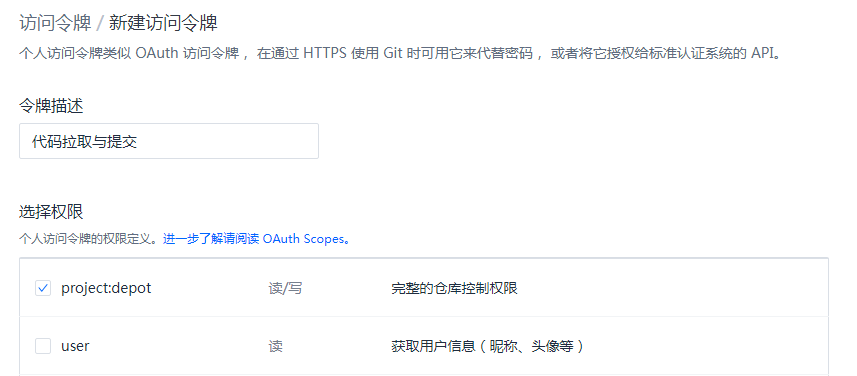 访问令牌 / 新建访问令牌
个人访问令牌类似 OAuth 访问令牌 ，在通过 HTTPS 使用 Git 时可用它来代替密码 ，或者将它授权给标准认证系统的 API。
令牌描述
代码拉取与提交
选择权限
个人访问令牌的权限定义。进一步了解请阅读 OAuth Scopes。
project:depot 读/写 完整的仓库控制权限
user 读 获取用户信息（昵称、头像等）